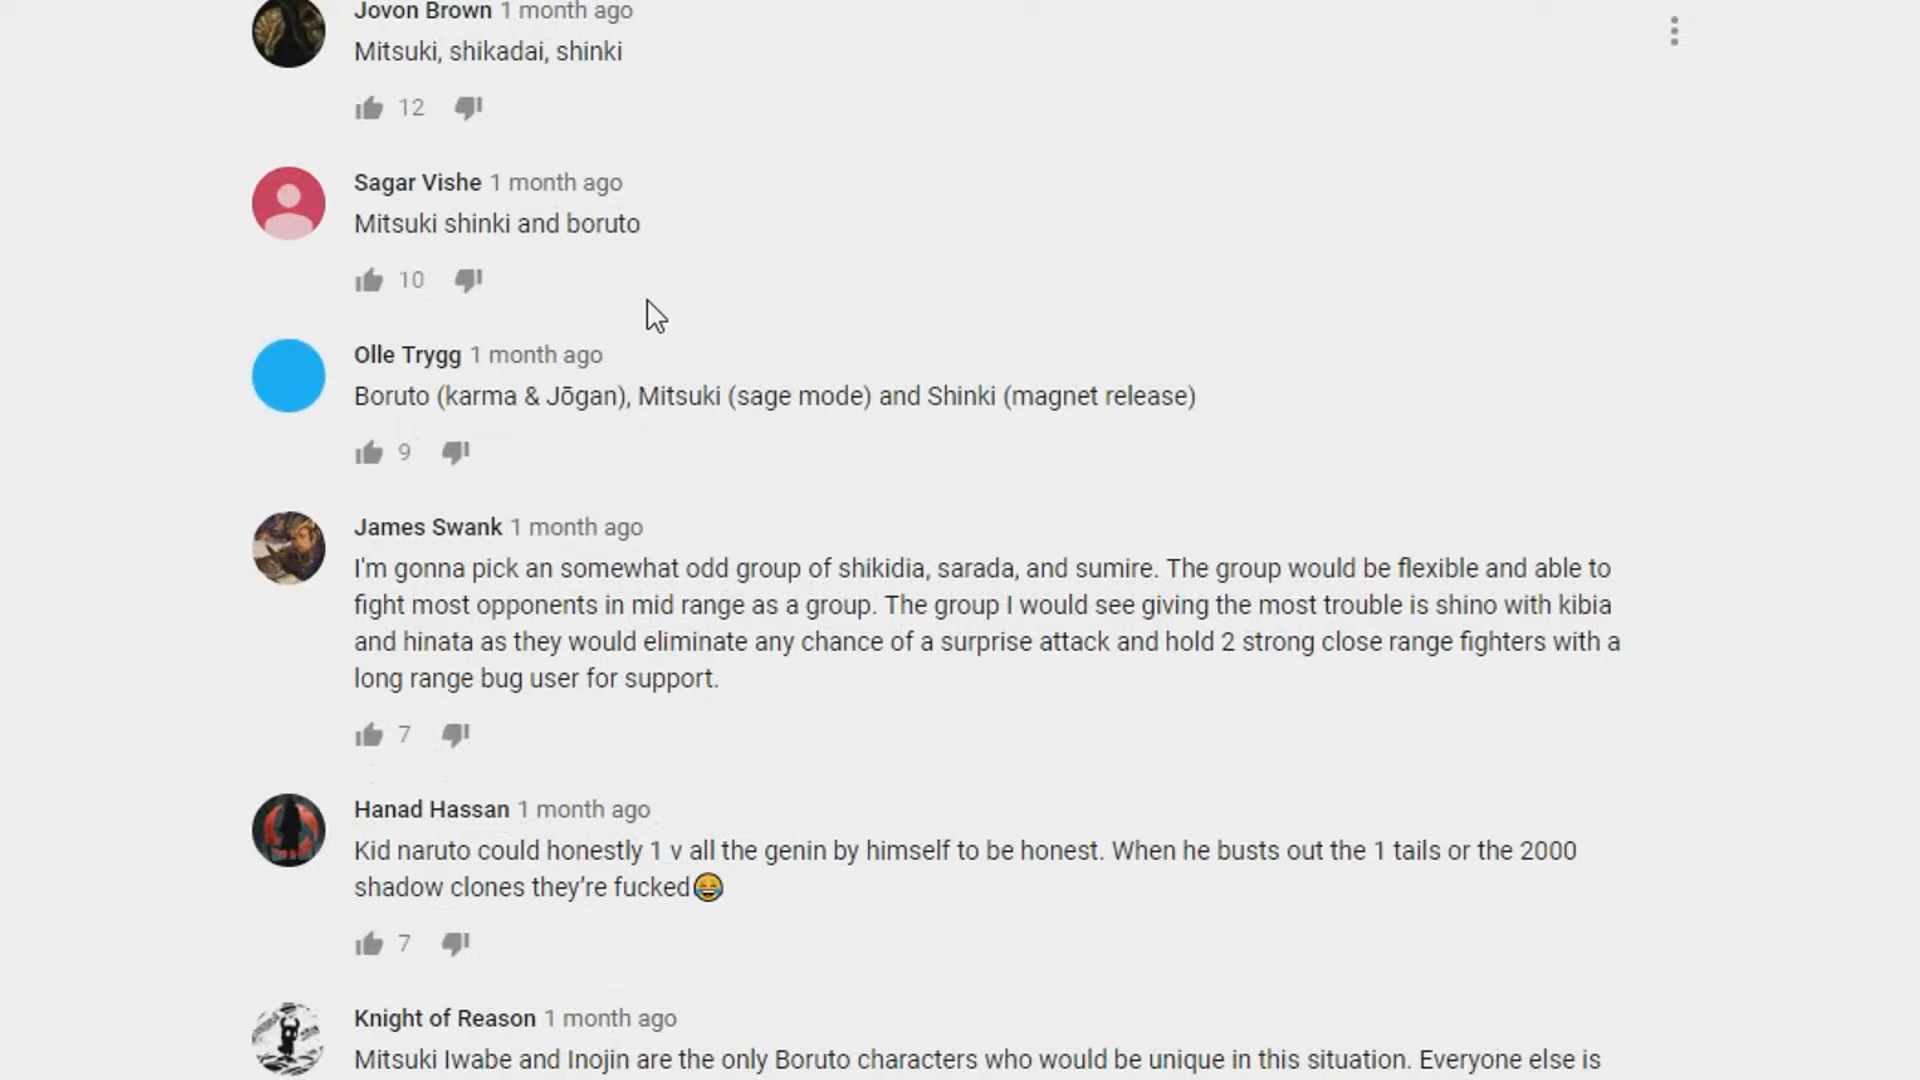 Jovon Brown 1 month ago
Mitsuki, shikadai, shinki
12
Sagar Vishe 1 month ago
Mitsuki shinki and boruto
10
Olle Trygg 1 month ago
Boruto (karma & Jōgan), Mitsuki (sage mode) and Shinki (magnet release)
9
James Swank 1 month ago
I'm gonna pick an somewhat odd group of shikidia, sarada, and sumire. The group would be flexible and able to
fight most opponents in mid range as a group. The group I would see giving the most trouble is shino with kibia
and hinata as they would eliminate any chance of a surprise attack and hold 2 strong close range fighters with a
long range bug user for support.
7
Hanad Hassan 1 month ago
Kid naruto could honestly 1 v all the genin by himself to be honest. When he busts out the 1 tails or the 2000
shadow clones they're fucked😂
7
Knight of Reason 1 month ago
Mitsuki Iwabe and Inojin are the only Boruto characters who would be unique in this situation. Everyone else is